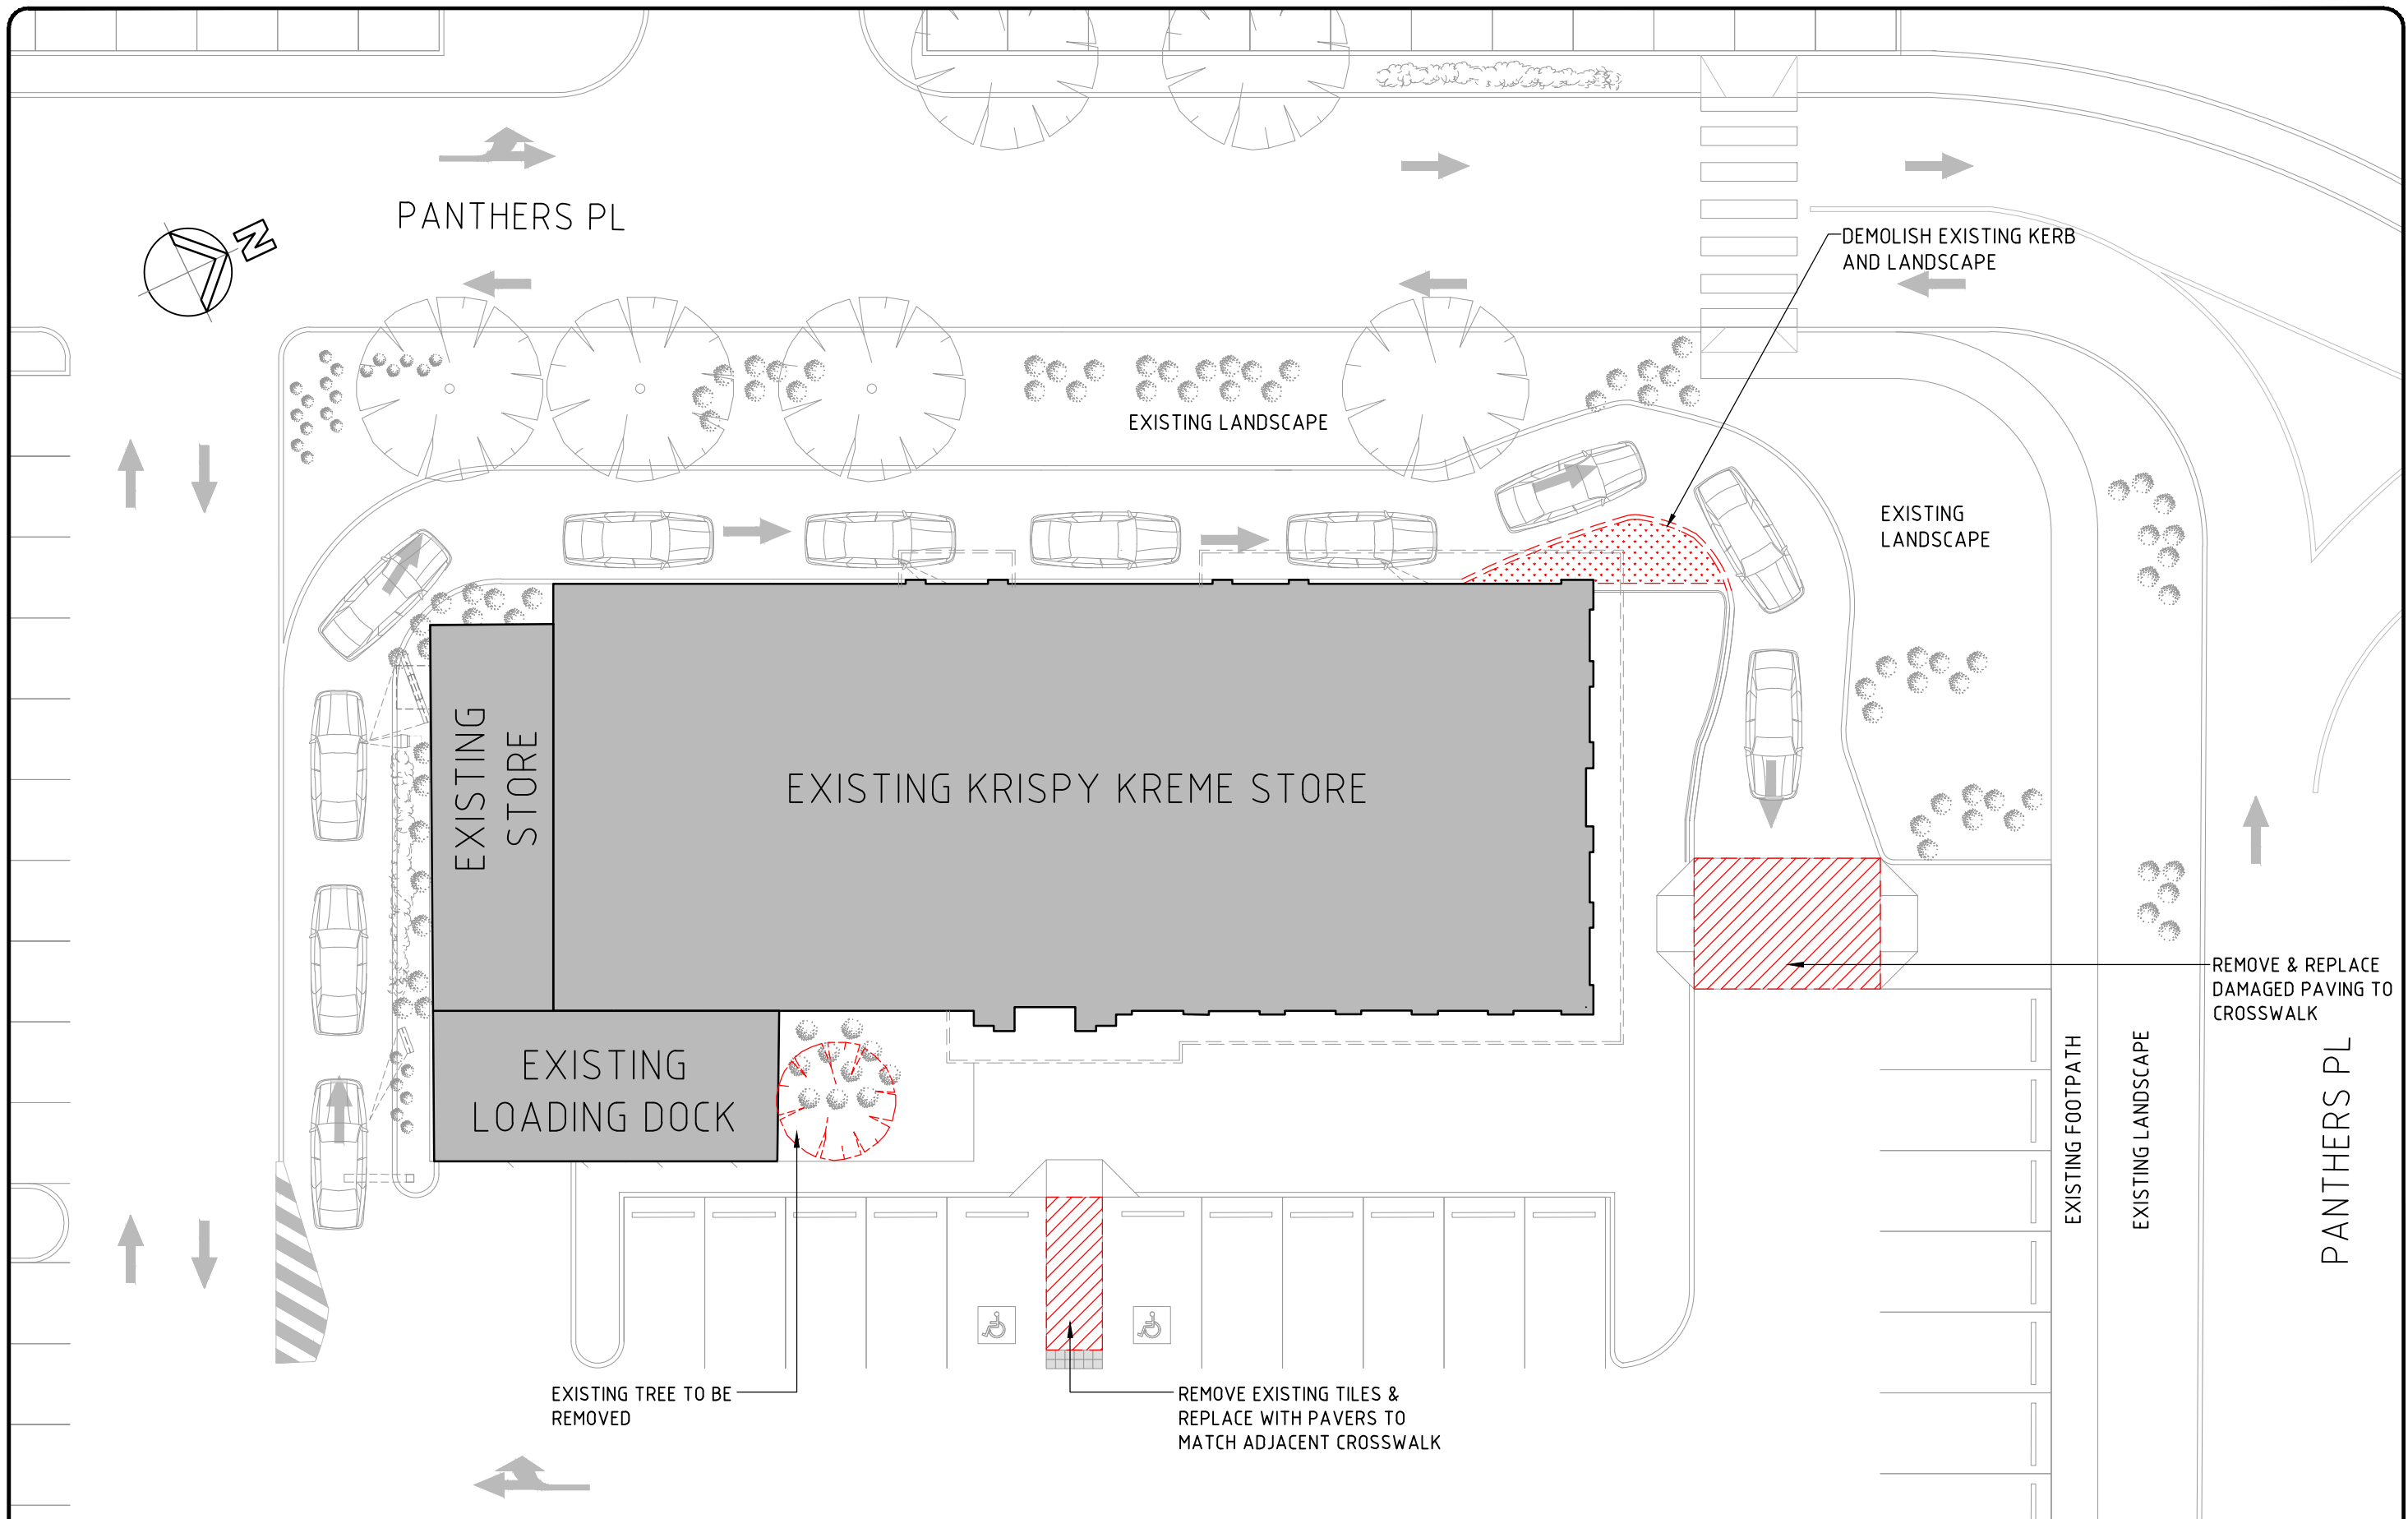 PANTHERS PL
N
DEMOLISH EXISTING KERB
AND LANDSCAPE
EXISTING LANDSCAPE
EXISTING
LANDSCAPE
EXISTING
STORE
EXISTING KRISPY KREME STORE
REMOVE & REPLACE
DAMAGED PAVING TO
CROSSWALK
EXISTING
LOADING DOCK
EXISTING FOOTPATH
EXISTING LANDSCAPE
PANTHERS PL
EXISTING TREE TO BE
REMOVED
REMOVE EXISTING TILES &
REPLACE WITH PAVERS TO
MATCH ADJACENT CROSSWALK